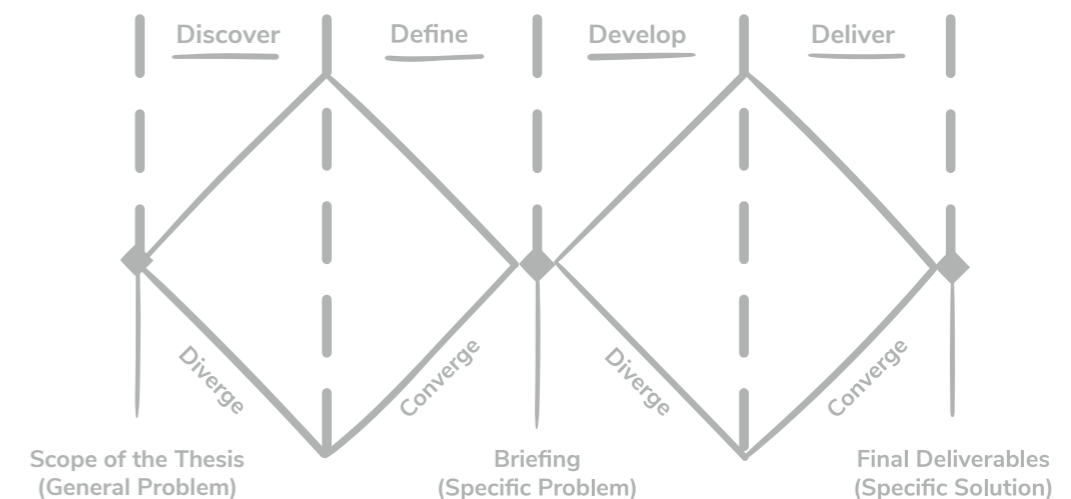 Discover
Define
Develop
Deliver
Diverge
Converge
Diverge
Converge
Scope of the Thesis
(General Problem)
Briefing
(Specific Problem)
Final Deliverables
(Specific Solution)